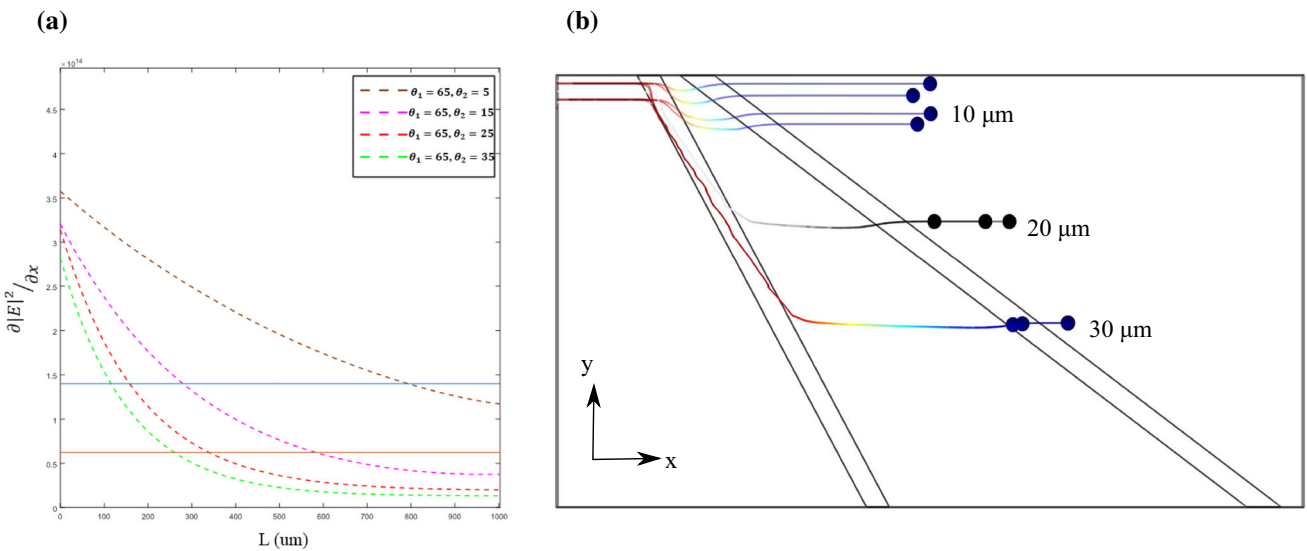 (a)
(b)
×10^14
4.5
4
3.5
3
2.5
2
1.5
1
0.5
0
0 100 200 300 400 500 600 700 800 900 1000
L (um)
∂|E|²/∂x
θ₁ = 65, θ₂ = 5
θ₁ = 65, θ₂ = 15
θ₁ = 65, θ₂ = 25
θ₁ = 65, θ₂ = 35
10 µm
20 µm
30 µm
y
x